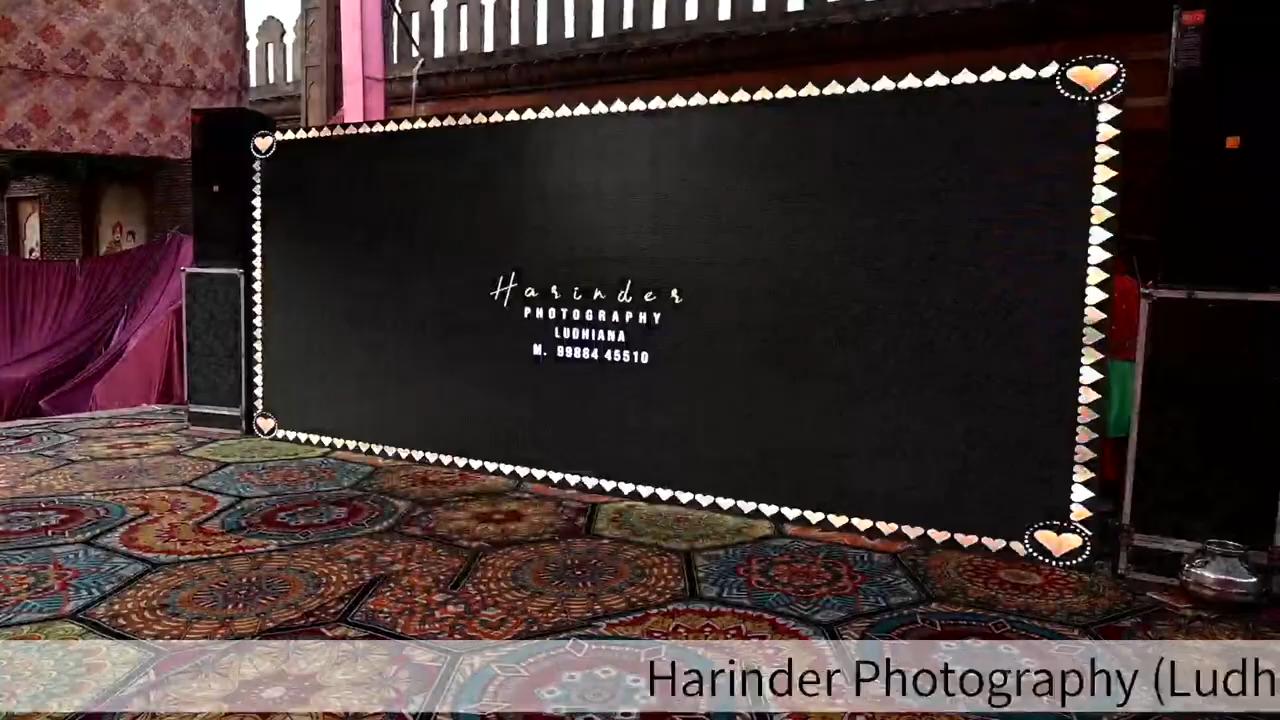 Harinder
PHOTOGRAPHY
LUDHIANA
M. 99884 45510
Harinder Photography (Ludh